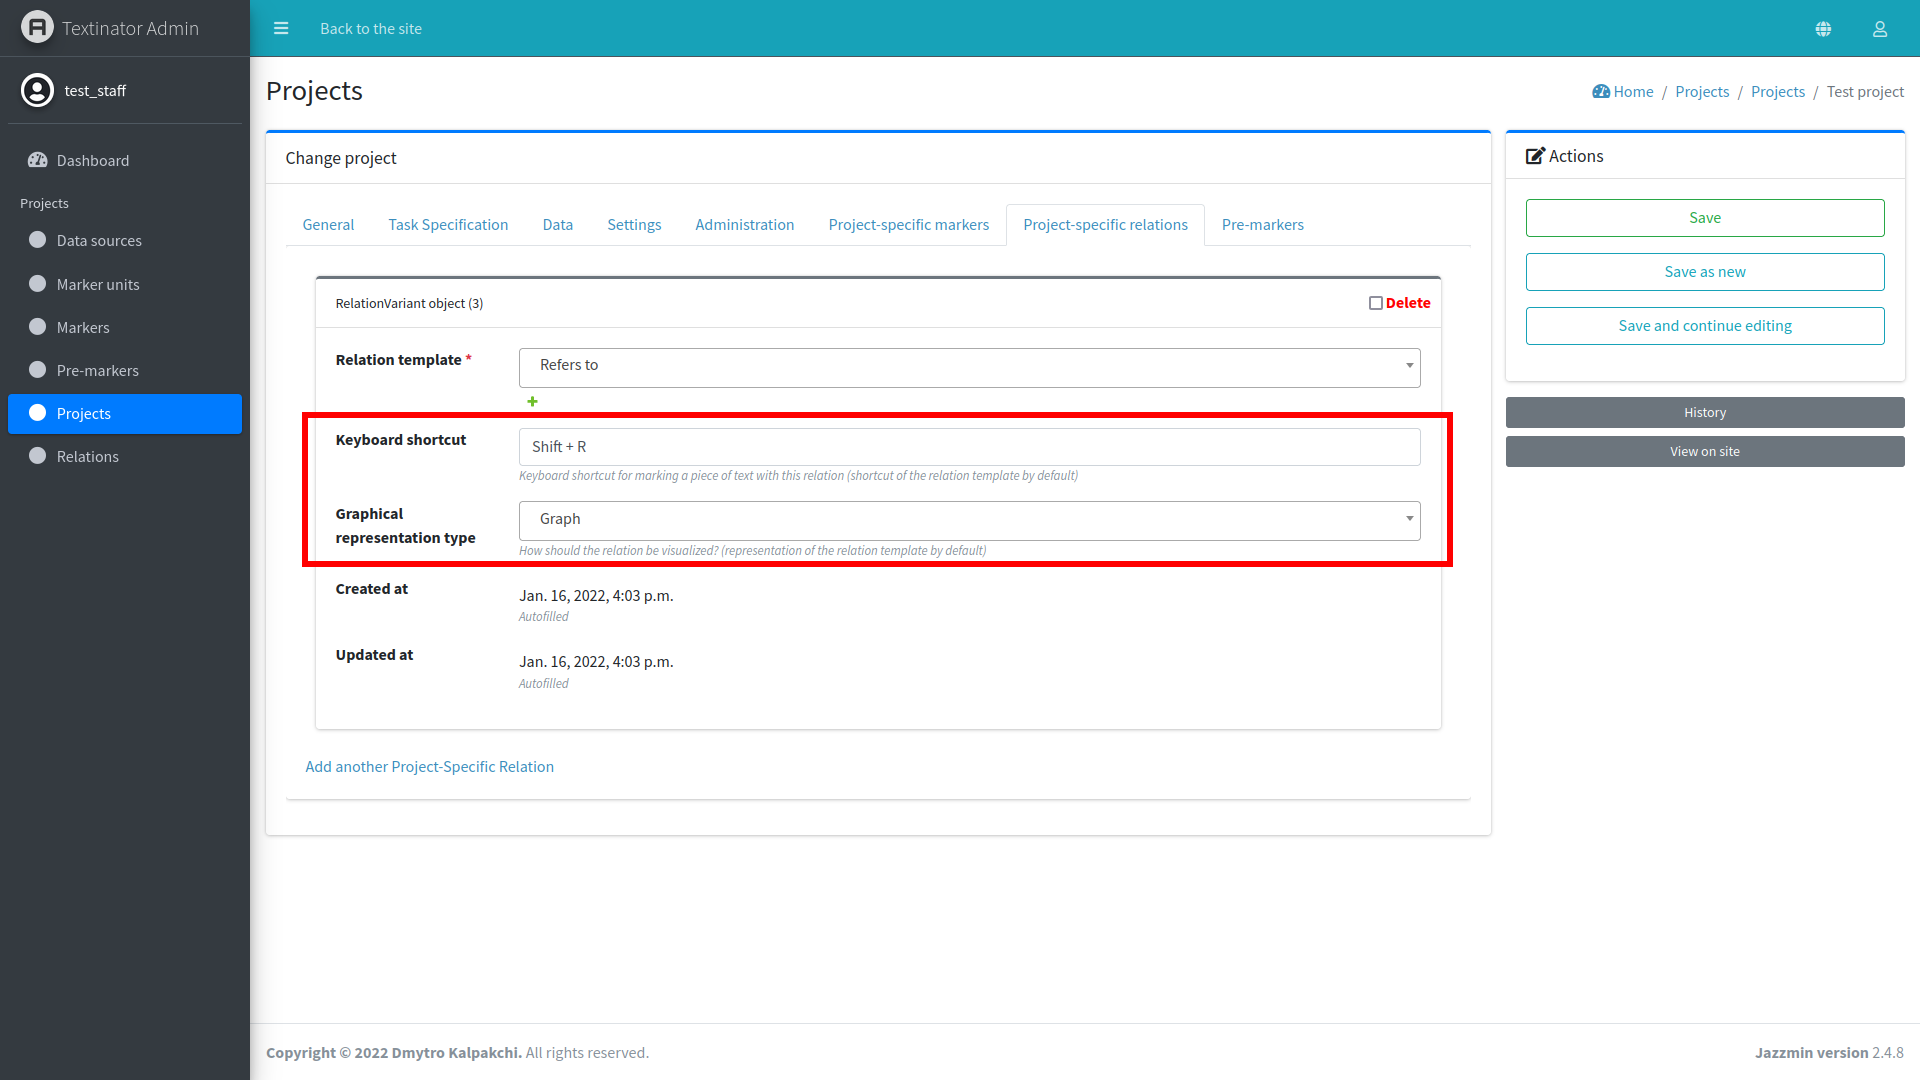 Textinator Admin
Back to the site
test_staff
Dashboard
Projects
Data sources
Marker units
Markers
Pre-markers
Projects
Relations
Projects
Home / Projects / Projects / Test project
Change project
General Task Specification Data Settings Administration Project-specific markers Project-specific relations Pre-markers
RelationVariant object (3)
Delete
Relation template *
Refers to
Keyboard shortcut
Shift + R
Keyboard shortcut for marking a piece of text with this relation (shortcut of the relation template by default)
Graphical
representation type
Graph
How should the relation be visualized? (representation of the relation template by default)
Created at
Jan. 16, 2022, 4:03 p.m.
Autofilled
Updated at
Jan. 16, 2022, 4:03 p.m.
Autofilled
Add another Project-Specific Relation
Actions
Save
Save as new
Save and continue editing
History
View on site
Copyright © 2022 Dmytro Kalpakchi. All rights reserved.
Jazzmin version 2.4.8